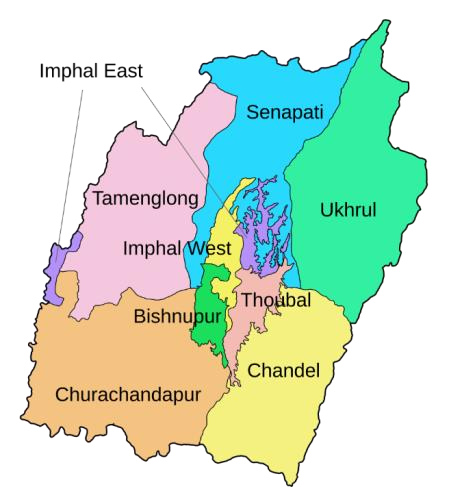 Imphal East
Senapati
Tamenglong
Ukhrul
Imphal West
Thoubal
Bishnupur
Chandel
Churachandapur